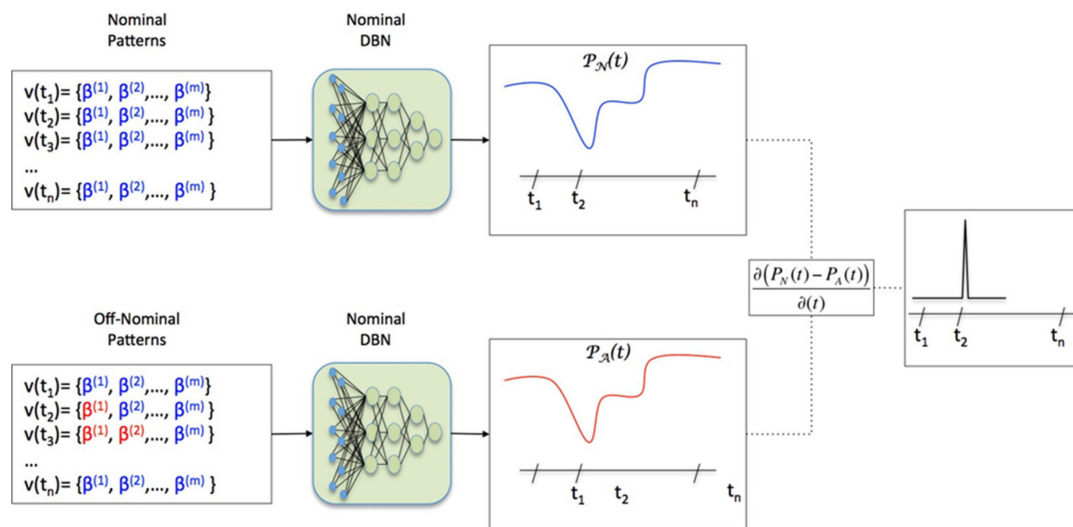 Nominal
Patterns
Nominal
DBN
v(t₁)= {β⁽¹⁾, β⁽²⁾,..., β⁽ᵐ⁾}
v(t₂)= {β⁽¹⁾, β⁽²⁾,..., β⁽ᵐ⁾ }
v(t₃)= {β⁽¹⁾, β⁽²⁾,..., β⁽ᵐ⁾ }
...
v(tₙ)= {β⁽¹⁾, β⁽²⁾,..., β⁽ᵐ⁾ }
𝒫𝒩(t)
t₁ t₂ tₙ
Off-Nominal
Patterns
Nominal
DBN
v(t₁)= {β⁽¹⁾, β⁽²⁾,..., β⁽ᵐ⁾}
v(t₂)= {β⁽¹⁾, β⁽²⁾,..., β⁽ᵐ⁾ }
v(t₃)= {β⁽¹⁾, β⁽²⁾,..., β⁽ᵐ⁾ }
...
v(tₙ)= {β⁽¹⁾, β⁽²⁾,..., β⁽ᵐ⁾ }
𝒫𝒜(t)
t₁ t₂ tₙ
∂(P_N(t) − P_A(t))
∂(t)
t₁ t₂ tₙ